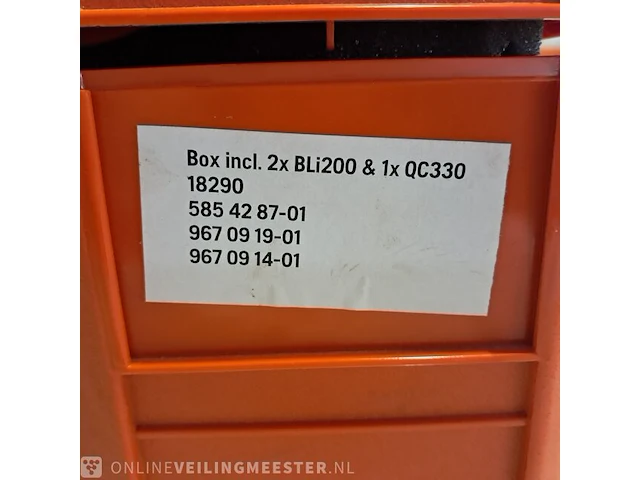 Box incl. 2x BLi200 & 1x QC330
18290
585 42 87-01
967 09 19-01
967 09 14-01
ONLINEVEILINGMEESTER.NL